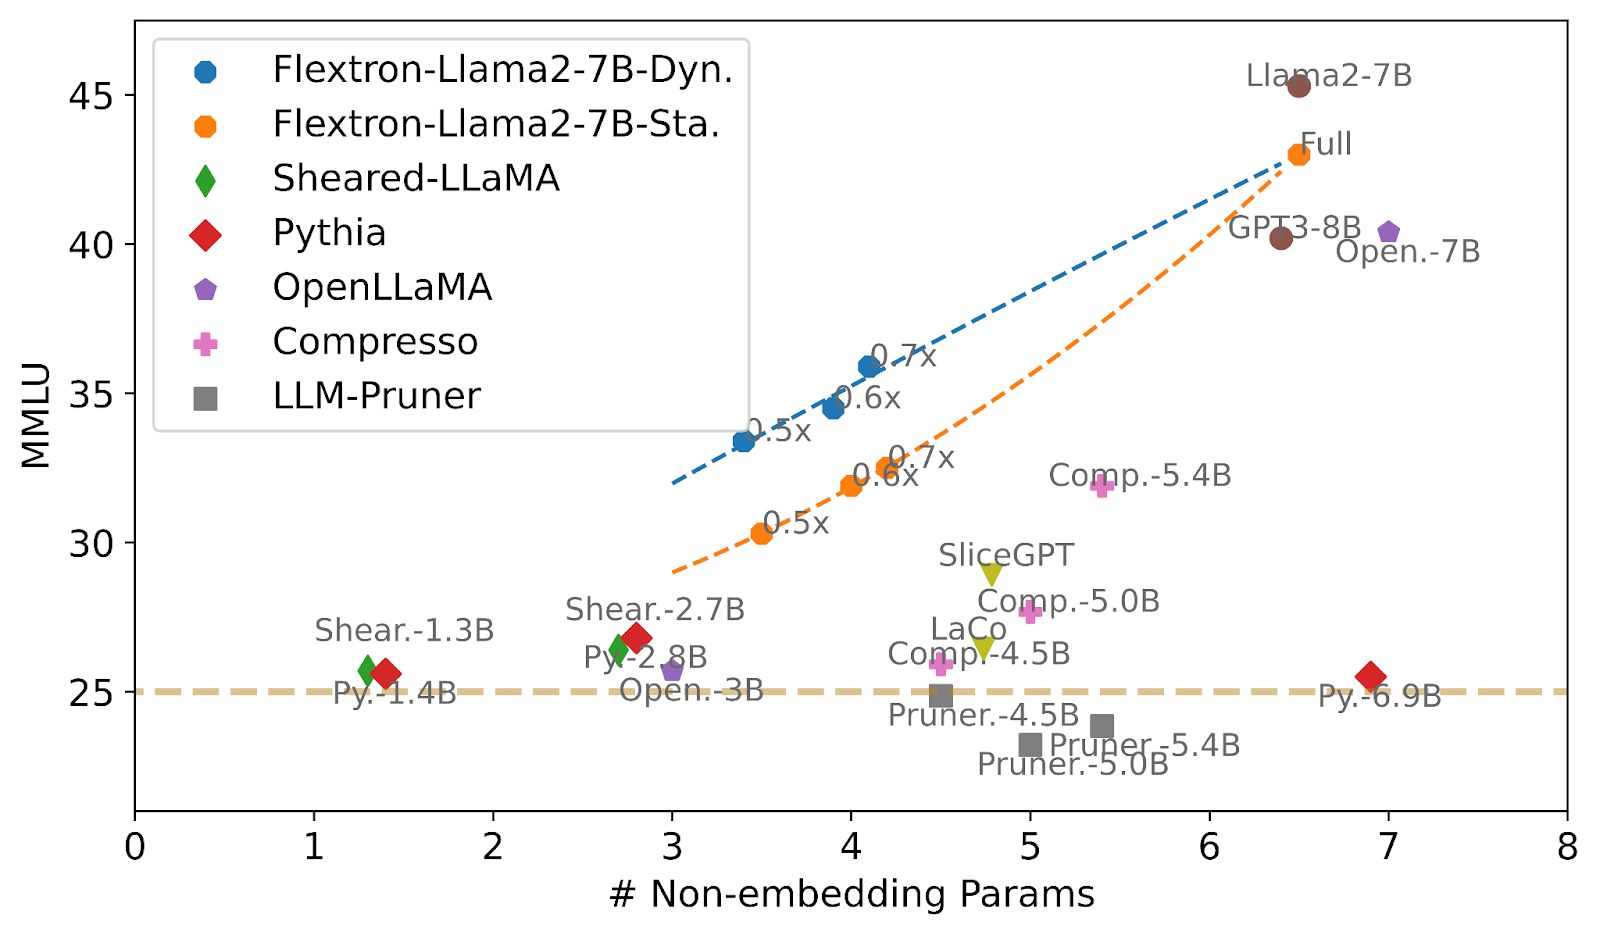 Flextron-Llama2-7B-Dyn.
Flextron-Llama2-7B-Sta.
Sheared-LLaMA
Pythia
OpenLLaMA
Compresso
LLM-Pruner
Llama2-7B
Full
GPT3-8B
Open.-7B
0.7x
0.6x
0.5x
0.7x
0.6x
0.5x
Comp.-5.4B
SliceGPT
Comp.-5.0B
LaCo
Comp.-4.5B
Shear.-2.7B
Shear.-1.3B
Py.-2.8B
Open.-3B
Py.-1.4B
Py.-6.9B
Pruner.-4.5B
Pruner.-5.4B
Pruner.-5.0B
45
40
35
30
25
MMLU
0 1 2 3 4 5 6 7 8
# Non-embedding Params